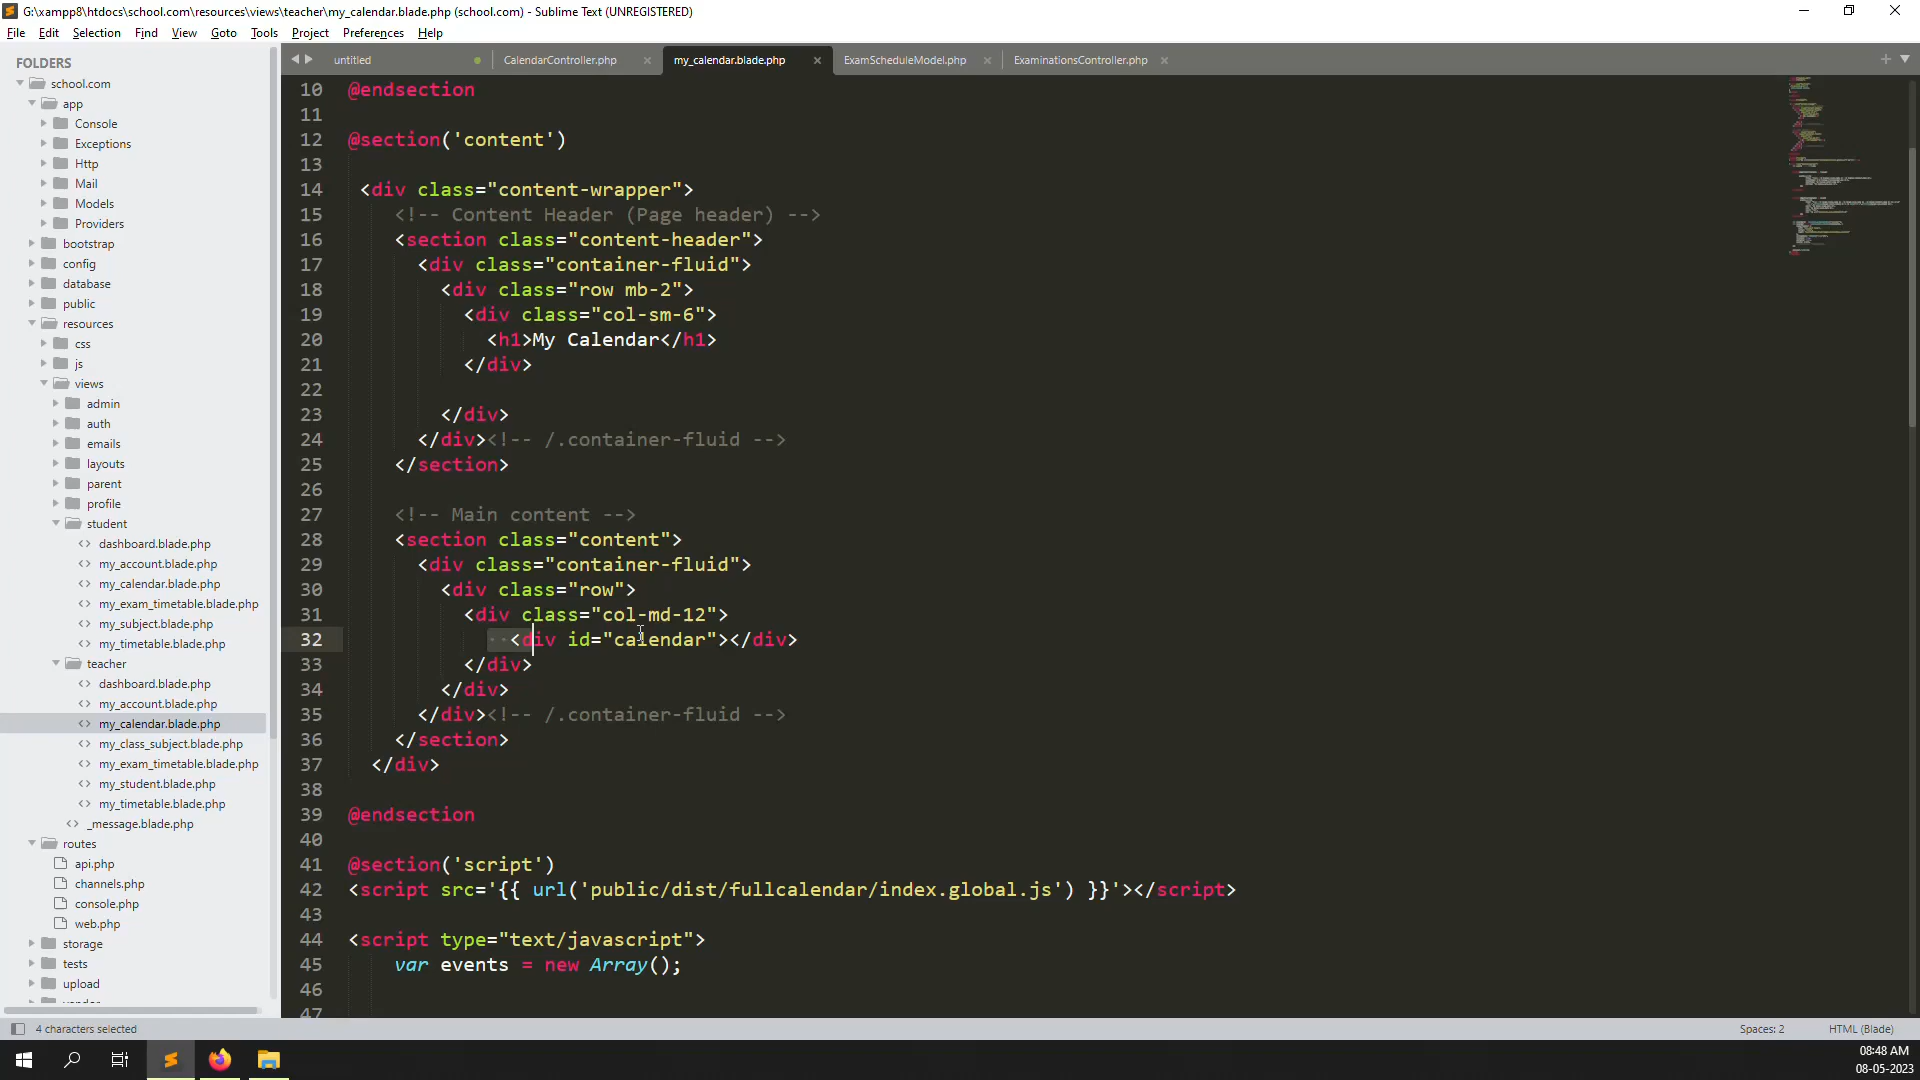 G:\xampp8\htdocs\school.com\resources\views\teacher\my_calendar.blade.php (school.com) - Sublime Text (UNREGISTERED)
File Edit Selection Find View Goto Tools Project Preferences Help
FOLDERS
school.com
app
Console
Exceptions
Http
Mail
Models
Providers
bootstrap
config
database
public
resources
css
js
views
admin
auth
emails
layouts
parent
profile
student
dashboard.blade.php
my_account.blade.php
my_calendar.blade.php
my_exam_timetable.blade.php
my_subject.blade.php
my_timetable.blade.php
teacher
dashboard.blade.php
my_account.blade.php
my_calendar.blade.php
my_class_subject.blade.php
my_exam_timetable.blade.php
my_student.blade.php
my_timetable.blade.php
_message.blade.php
routes
api.php
channels.php
console.php
web.php
storage
tests
upload
untitled CalendarController.php my_calendar.blade.php ExamScheduleModel.php ExaminationsController.php
10 @endsection
11
12 @section('content')
13
14 <div class="content-wrapper">
15 <!-- Content Header (Page header) -->
16 <section class="content-header">
17 <div class="container-fluid">
18 <div class="row mb-2">
19 <div class="col-sm-6">
20 <h1>My Calendar</h1>
21 </div>
22
23 </div>
24 </div><!-- /.container-fluid -->
25 </section>
26
27 <!-- Main content -->
28 <section class="content">
29 <div class="container-fluid">
30 <div class="row">
31 <div class="col-md-12">
32 <div id="calendar"></div>
33 </div>
34 </div>
35 </div><!-- /.container-fluid -->
36 </section>
37 </div>
38
39 @endsection
40
41 @section('script')
42 <script src='{{ url('public/dist/fullcalendar/index.global.js') }}'></script>
43
44 <script type="text/javascript">
45 var events = new Array();
46
47
4 characters selected Spaces: 2 HTML (Blade)
08:48 AM
08-05-2023